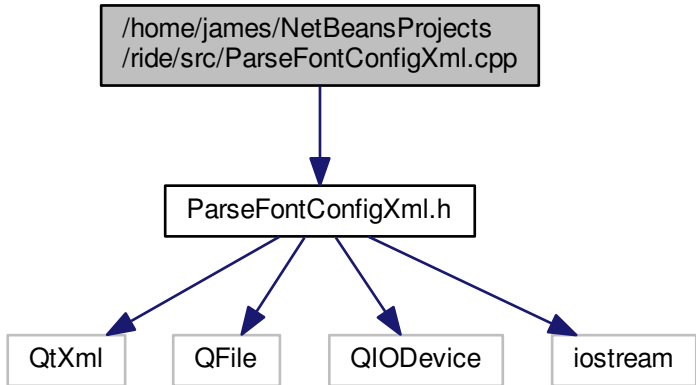 /home/james/NetBeansProjects
/ride/src/ParseFontConfigXml.cpp
ParseFontConfigXml.h
QtXml
QFile
QIODevice
iostream